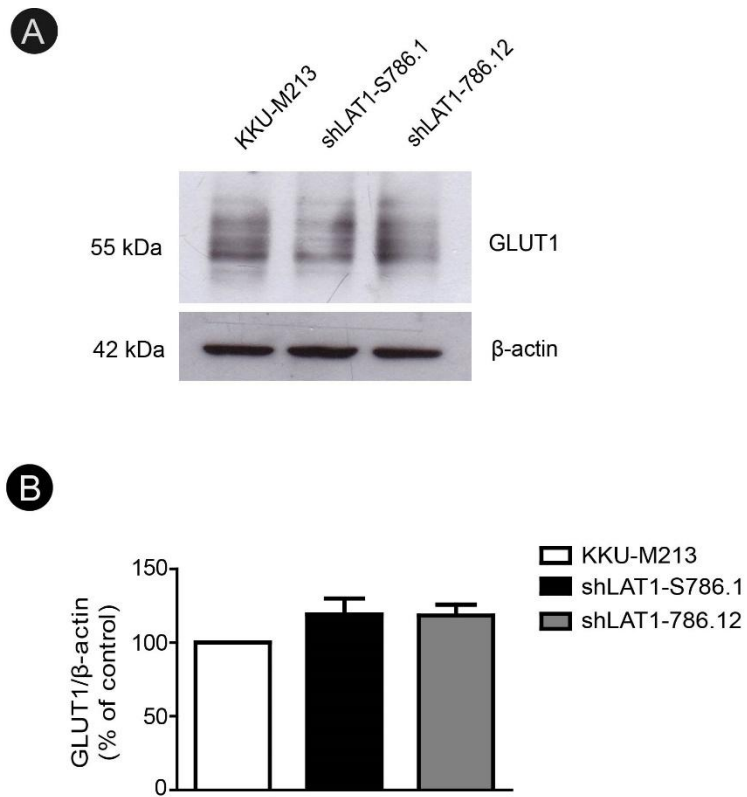 A
KKU-M213
shLAT1-S786.1
shLAT1-786.12
55 kDa
GLUT1
42 kDa
β-actin
B
150
100
50
0
GLUT1/β-actin
(% of control)
KKU-M213
shLAT1-S786.1
shLAT1-786.12